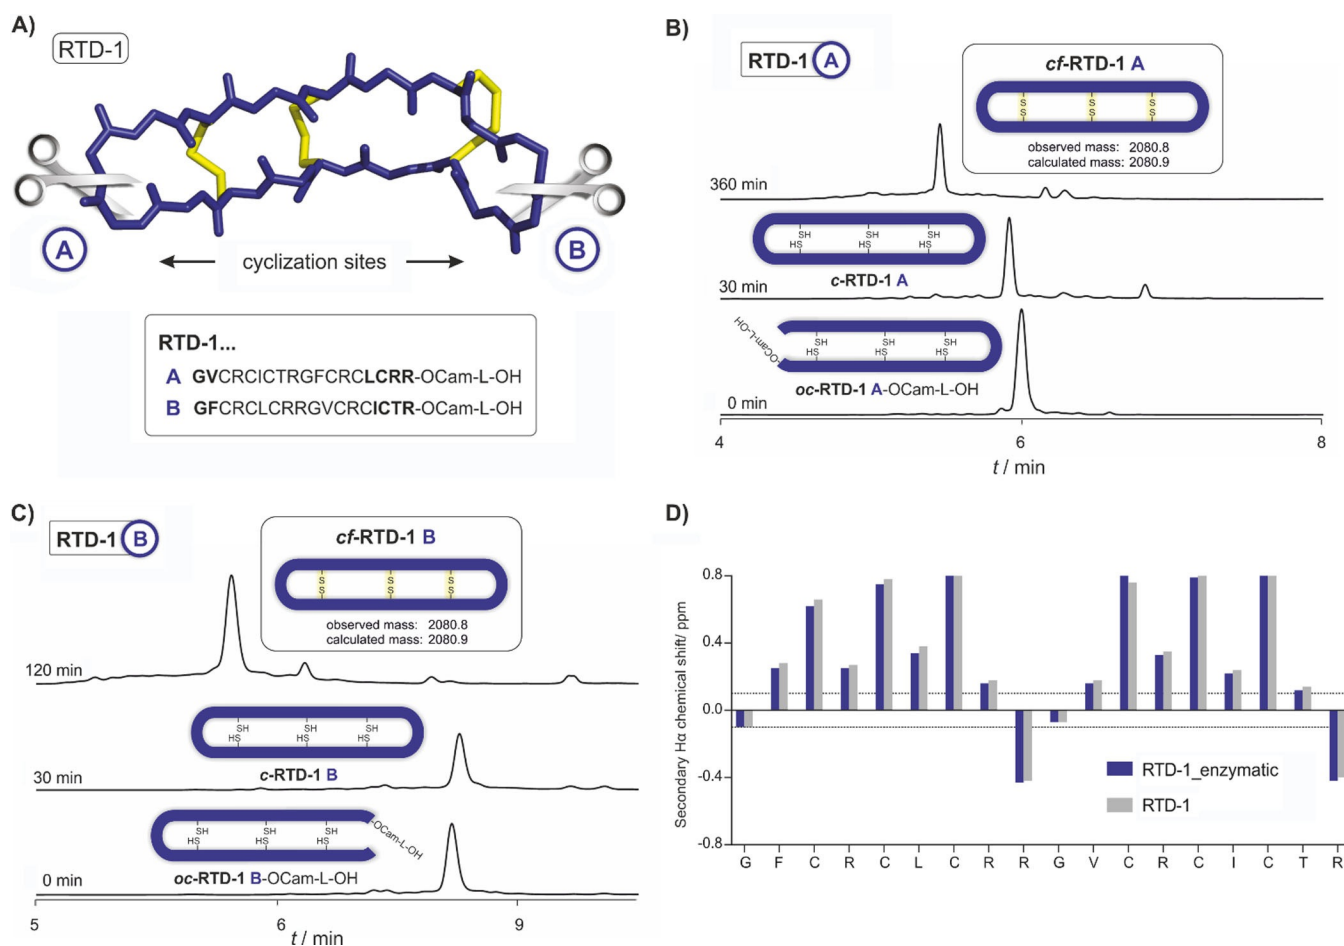 A)
RTD-1
A
B
cyclization sites
RTD-1...
A GVCRCICTRGFCRCLCRR-OCam-L-OH
B GFCRCLCRRGVCRCICTR-OCam-L-OH
B)
RTD-1 A
cf-RTD-1 A
S S S
S S S
observed mass: 2080.8
calculated mass: 2080.9
360 min
SH SH SH
HS HS HS
c-RTD-1 A
30 min
-OCam-L-OH
SH SH SH
HS HS HS
oc-RTD-1 A-OCam-L-OH
0 min
4 6 8
t / min
C)
RTD-1 B
cf-RTD-1 B
S S S
S S S
observed mass: 2080.8
calculated mass: 2080.9
120 min
SH SH SH
HS HS HS
c-RTD-1 B
30 min
-OCam-L-OH
SH SH SH
HS HS HS
oc-RTD-1 B-OCam-L-OH
0 min
5 6 9
t / min
D)
Secondary Hα chemical shift/ ppm
0.8
0.4
0.0
-0.4
-0.8
RTD-1_enzymatic
RTD-1
G F C R C L C R R G V C R C I C T R